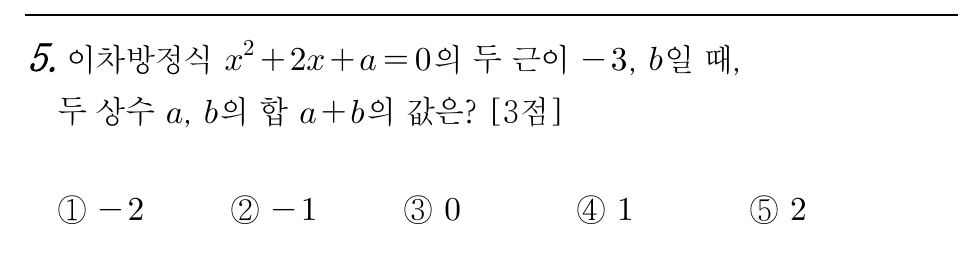 5. 이차방정식 x²+2x+a=0의 두 근이 −3, b일 때,
두 상수 a, b의 합 a+b의 값은? [3점]
① −2 ② −1 ③ 0 ④ 1 ⑤ 2